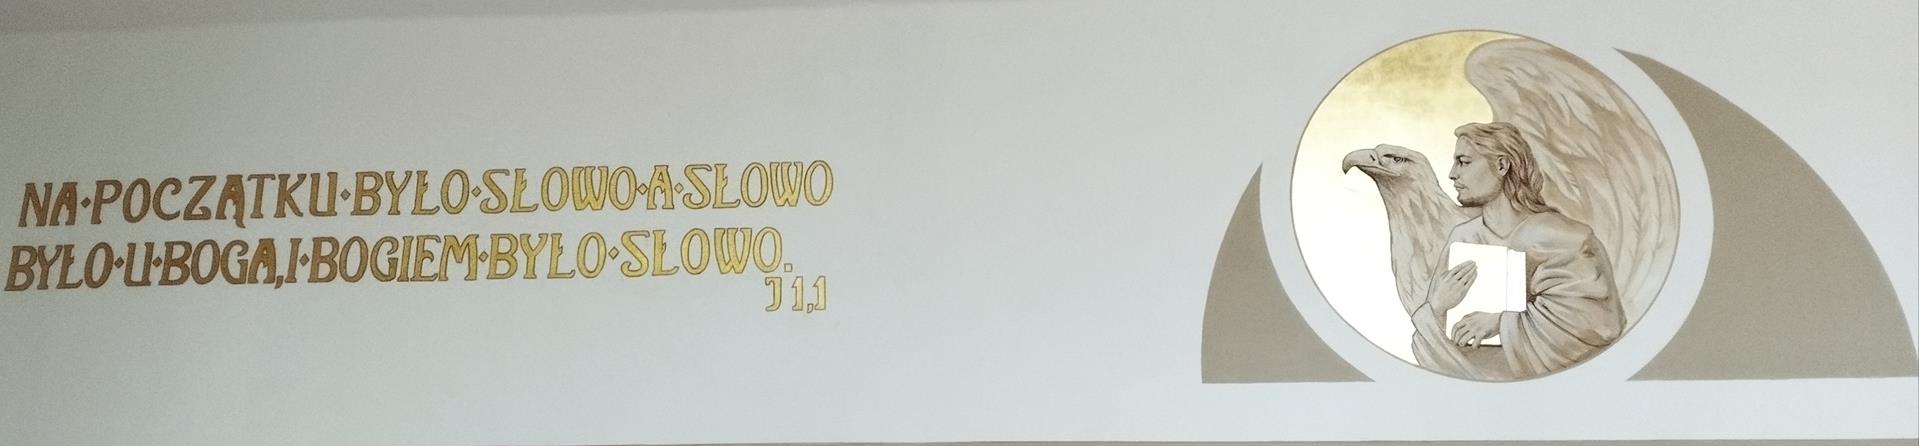 NA·POCZĄTKU·BYŁO·SŁOWO·A·SŁOWO
BYŁO·U·BOGA,I·BOGIEM·BYŁO·SŁOWO.
J 1,1